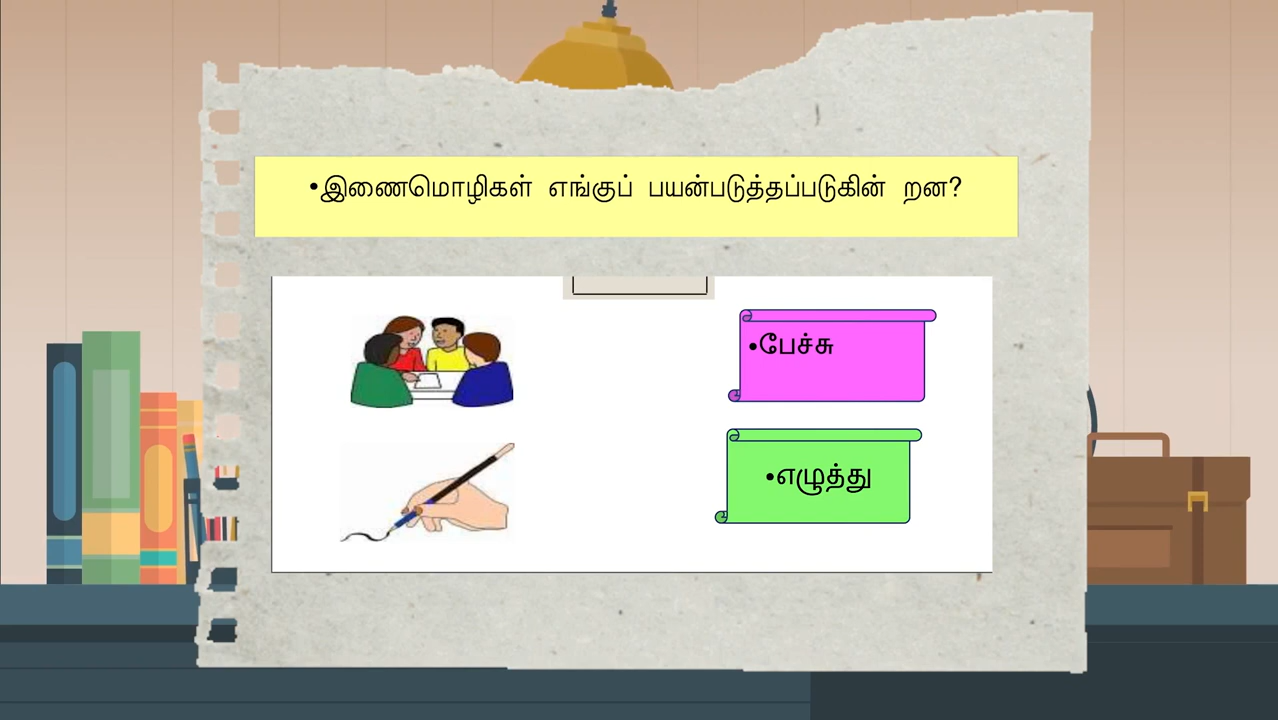 •இணைமொழிகள் எங்குப் பயன்படுத்தப்படுகின் றன?
•பேச்சு
•எழுத்து